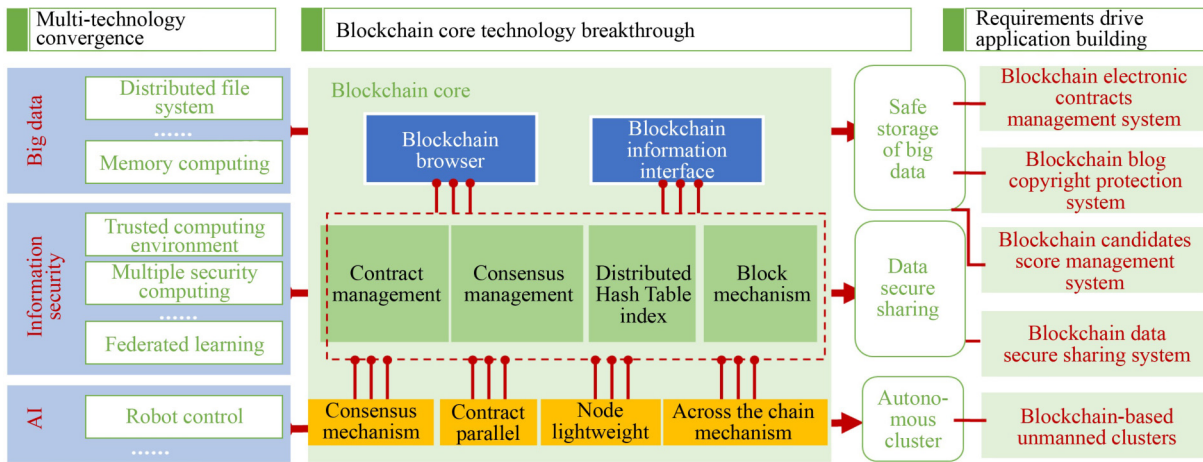 Multi-technology
convergence
Blockchain core technology breakthrough
Requirements drive
application building
Big data
Distributed file
system
......
Memory computing
Information
security
Trusted computing
environment
Multiple security
computing
......
Federated learning
AI
Robot control
......
Blockchain core
Blockchain
browser
Blockchain
information
interface
Contract
management
Consensus
management
Distributed
Hash Table
index
Block
mechanism
Consensus
mechanism
Contract
parallel
Node
lightweight
Across the chain
mechanism
Safe
storage
of big
data
Data
secure
sharing
Autono-
mous
cluster
Blockchain electronic
contracts
management system
Blockchain blog
copyright protection
system
Blockchain candidates
score management
system
Blockchain data
secure sharing system
Blockchain-based
unmanned clusters